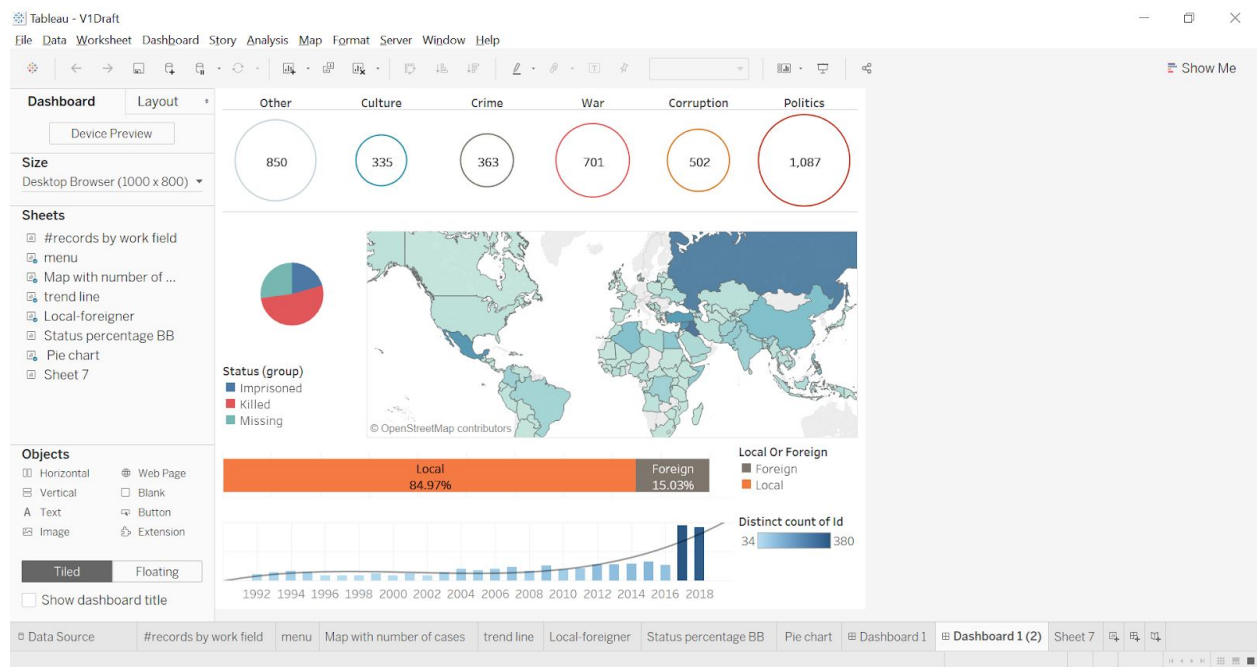 Tableau - V1Draft
File Data Worksheet Dashboard Story Analysis Map Format Server Window Help
Show Me
Dashboard Layout
Device Preview
Size
Desktop Browser (1000 x 800)
Sheets
#records by work field
menu
Map with number of ...
trend line
Local-foreigner
Status percentage BB
Pie chart
Sheet 7
Objects
Horizontal Web Page
Vertical Blank
A Text Button
Image Extension
Tiled Floating
Show dashboard title
Other Culture Crime War Corruption Politics
850 335 363 701 502 1,087
Status (group)
Imprisoned
Killed
Missing
© OpenStreetMap contributors
Local Foreign
84.97% 15.03%
Local Or Foreign
Foreign
Local
Distinct count of Id
34 380
1992 1994 1996 1998 2000 2002 2004 2006 2008 2010 2012 2014 2016 2018
Data Source #records by work field menu Map with number of cases trend line Local-foreigner Status percentage BB Pie chart Dashboard 1 Dashboard 1 (2) Sheet 7